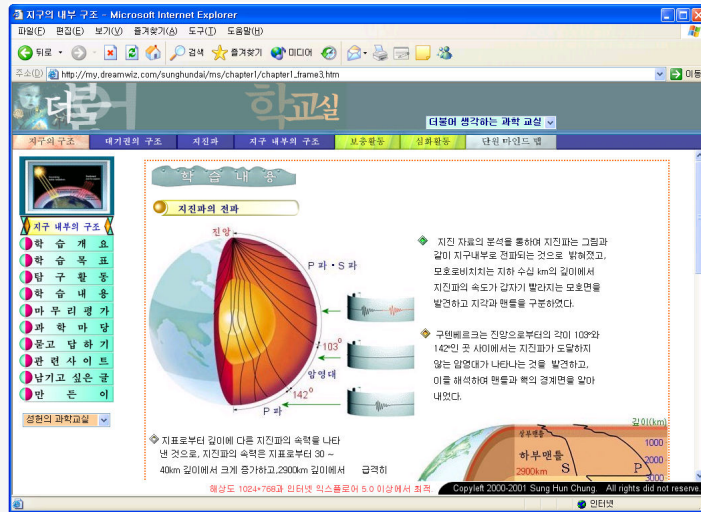 지구의 내부 구조 - Microsoft Internet Explorer
파일(F) 편집(E) 보기(V) 즐겨찾기(A) 도구(T) 도움말(H)
뒤로 검색 즐겨찾기 미디어
주소(D) http://my.dreamwiz.com/sunghundai/ms/chapter1/chapter1_frame3.htm 이동
더불어 과학교실
더불어 생각하는 과학 교실
지구의 구조 대기권의 구조 지진파 지구 내부의 구조 보충활동 심화활동 단원 마인드 맵
지구 내부의 구조
학 습 개 요
학 습 목 표
탐 구 활 동
학 습 내 용
마 무 리 평 가
과 학 마 당
묻고 답 하 기
관 련 사 이 트
남기고 싶은 글
만 든 이
성헌의 과학교실
학 습 내 용
지진파의 전파
진앙
P 파 · S 파
103°
암영대
142°
P 파
지진 자료의 분석을 통하여 지진파는 그림과
같이 지구내부로 전파되는 것으로 밝혀졌고,
모호로비치치는 지하 수십 km의 깊이에서
지진파의 속도가 갑자기 빨라지는 모호면을
발견하고 지각과 맨틀을 구분하였다.
구텐베르크는 진앙으로부터의 각이 103°와
142°인 곳 사이에서는 지진파가 도달하지
않는 암영대가 나타나는 것을 발견하고,
이를 해석하여 맨틀과 핵의 경계면을 알아
내었다.
지표로부터 깊이에 다른 지진파의 속력을 나타
낸 것으로, 지진파의 속력은 지표로부터 30 ~
40km 깊이에서 크게 증가하고,2900km 깊이에서 급격히
깊이(km)
상부맨틀
하부맨틀
1000
2000
2900km
S P
3000
해상도 1024*768과 인터넷 익스플로어 5.0 이상에서 최적
Copyleft 2000-2001 Sung Hun Chung. All rights did not reserve
인터넷